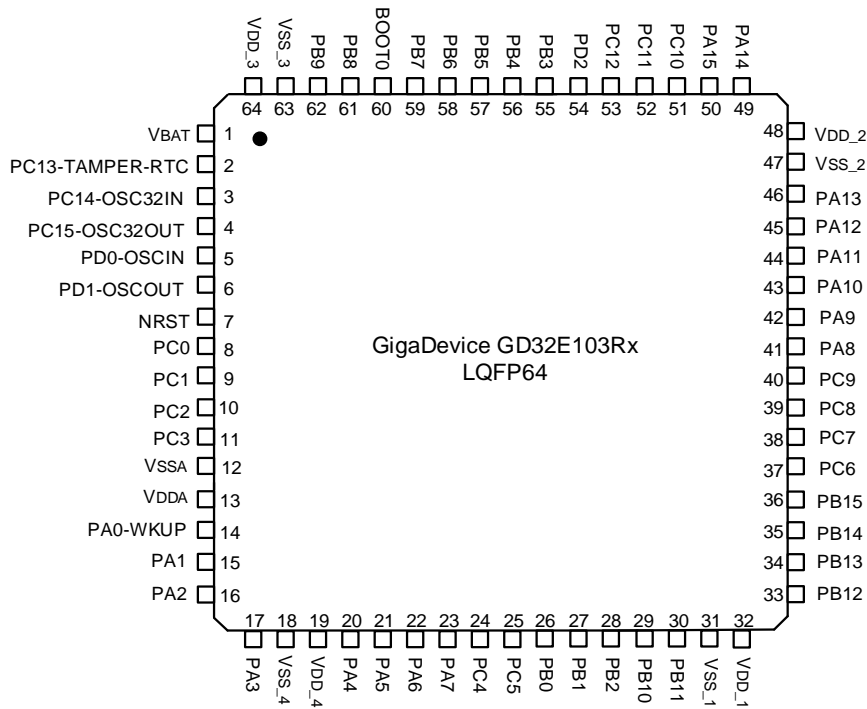 VDD_3
VSS_3
PB9
PB8
BOOT0
PB7
PB6
PB5
PB4
PB3
PD2
PC12
PC11
PC10
PA15
PA14
64
63
62
61
60
59
58
57
56
55
54
53
52
51
50
49
VBAT 1
PC13-TAMPER-RTC 2
PC14-OSC32IN 3
PC15-OSC32OUT 4
PD0-OSCIN 5
PD1-OSCOUT 6
NRST 7
PC0 8
PC1 9
PC2 10
PC3 11
VSSA 12
VDDA 13
PA0-WKUP 14
PA1 15
PA2 16
GigaDevice GD32E103Rx
LQFP64
48 VDD_2
47 VSS_2
46 PA13
45 PA12
44 PA11
43 PA10
42 PA9
41 PA8
40 PC9
39 PC8
38 PC7
37 PC6
36 PB15
35 PB14
34 PB13
33 PB12
17
18
19
20
21
22
23
24
25
26
27
28
29
30
31
32
PA3
VSS_4
VDD_4
PA4
PA5
PA6
PA7
PC4
PC5
PB0
PB1
PB2
PB10
PB11
VSS_1
VDD_1